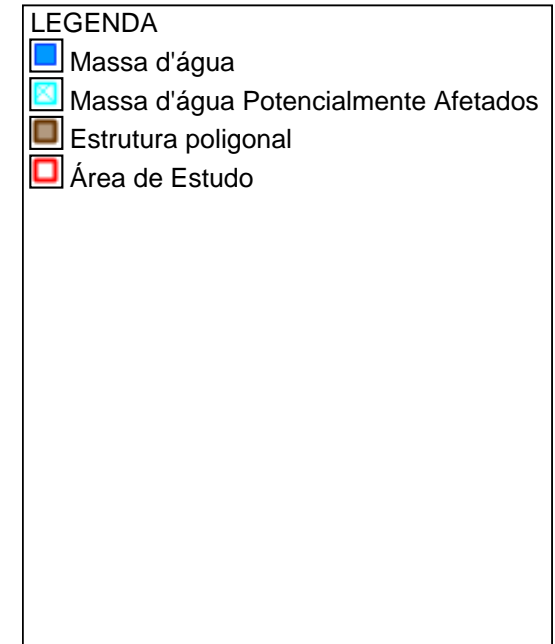 LEGENDA
Massa d'água
Massa d'água Potencialmente Afetados
Estrutura poligonal
Área de Estudo